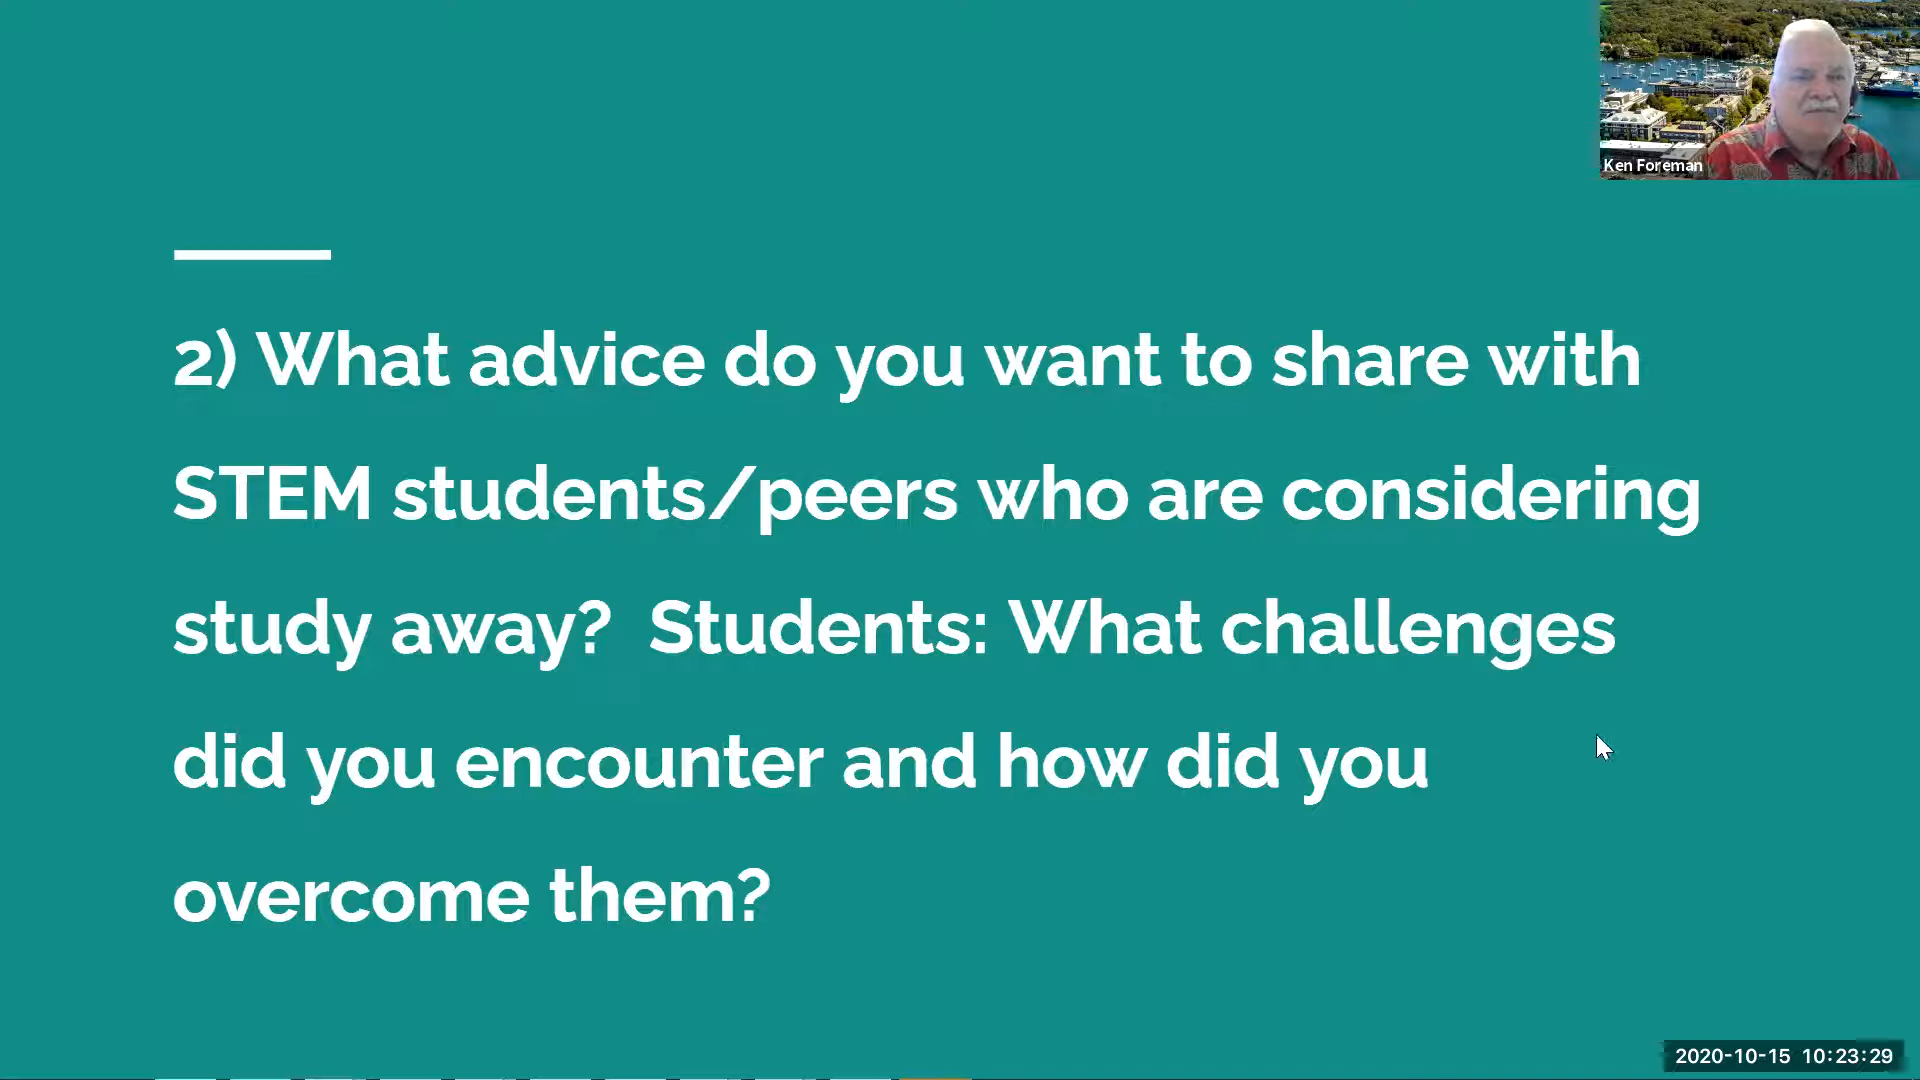 Ken Foreman
2) What advice do you want to share with
STEM students/peers who are considering
study away?  Students: What challenges
did you encounter and how did you
overcome them?
2020-10-15 10:23:29